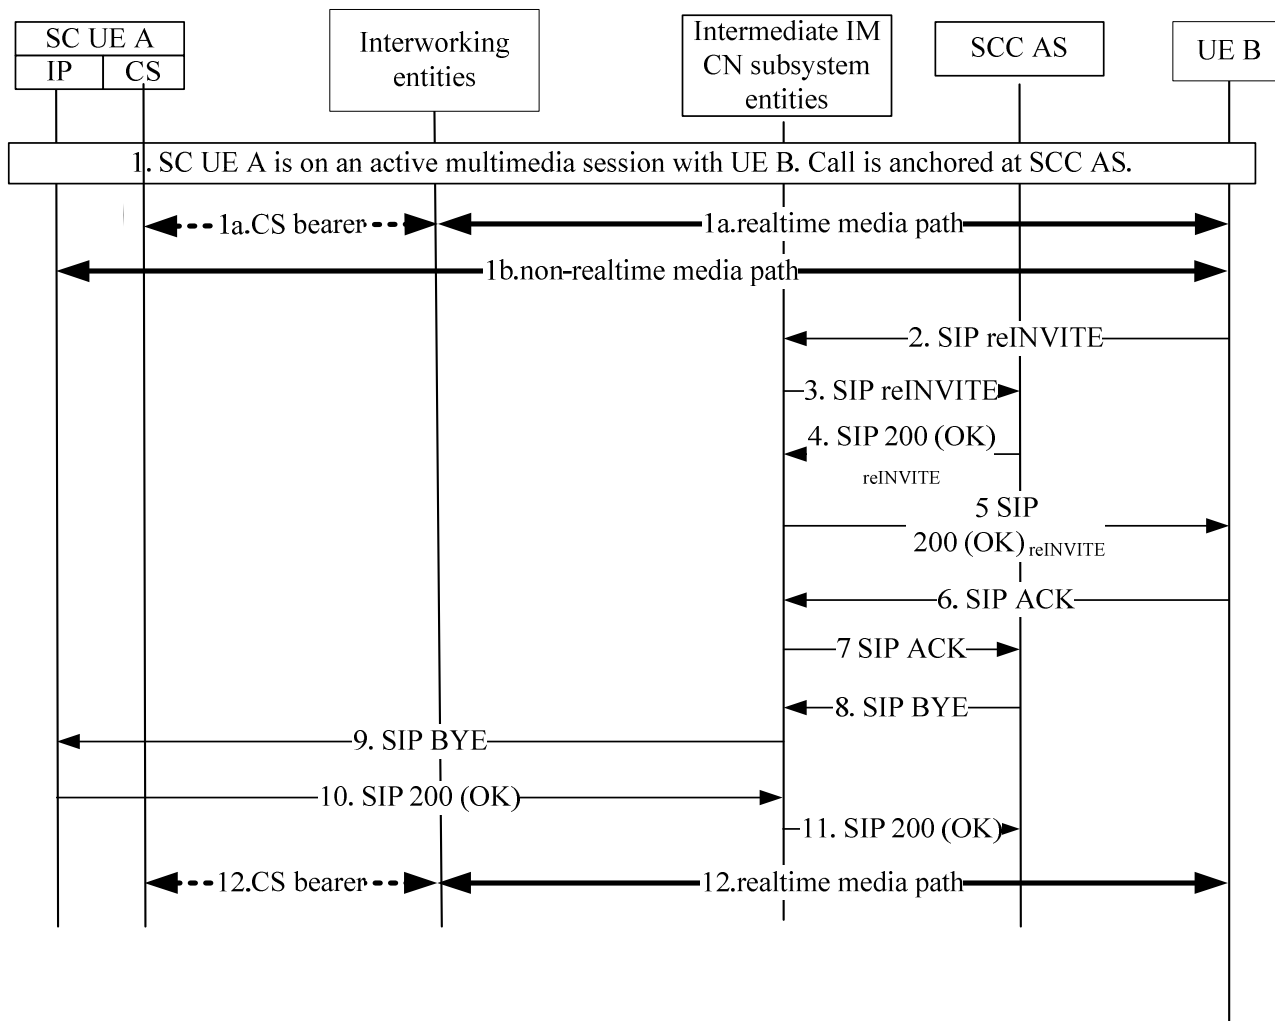 SC UE A
IP
CS
Interworking
entities
Intermediate IM
CN subsystem
entities
SCC AS
UE B
1. SC UE A is on an active multimedia session with UE B. Call is anchored at SCC AS.
1a.CS bearer
1a.realtime media path
1b.non-realtime media path
2. SIP reINVITE
3. SIP reINVITE
4. SIP 200 (OK)
reINVITE
5 SIP
200 (OK) reINVITE
6. SIP ACK
7 SIP ACK
8. SIP BYE
9. SIP BYE
10. SIP 200 (OK)
11. SIP 200 (OK)
12.CS bearer
12.realtime media path